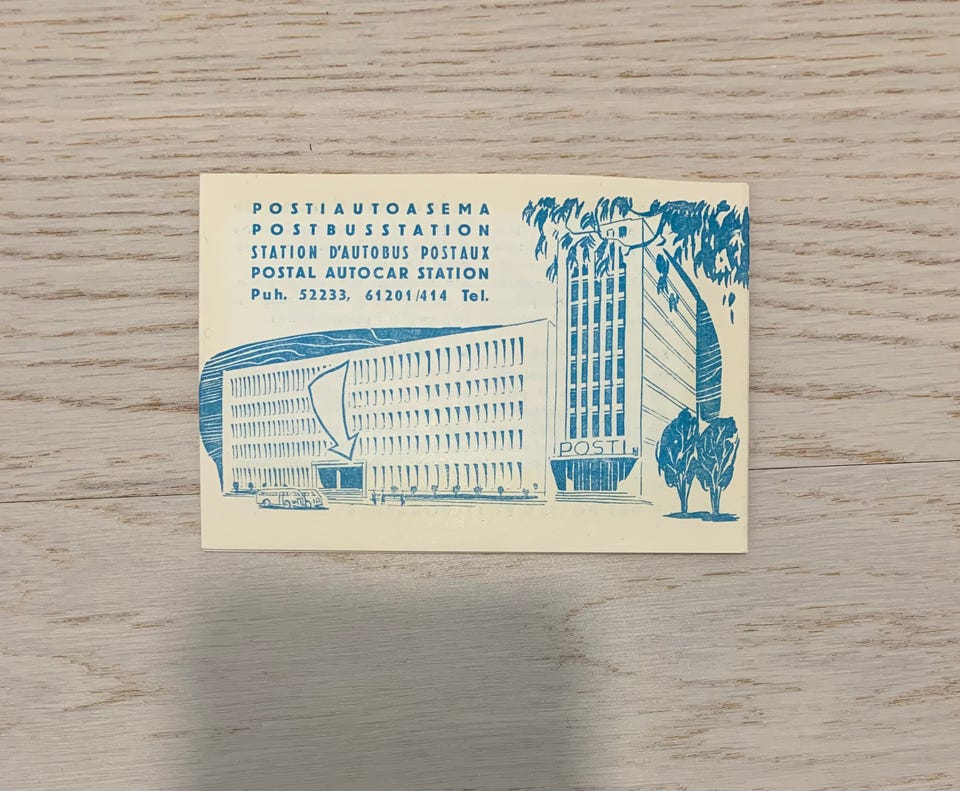 POSTIAUTOASEMA
POSTBUSSTATION
STATION D'AUTOBUS POSTAUX
POSTAL AUTOCAR STATION
Puh. 52233, 61201/414 Tel.
POSTI